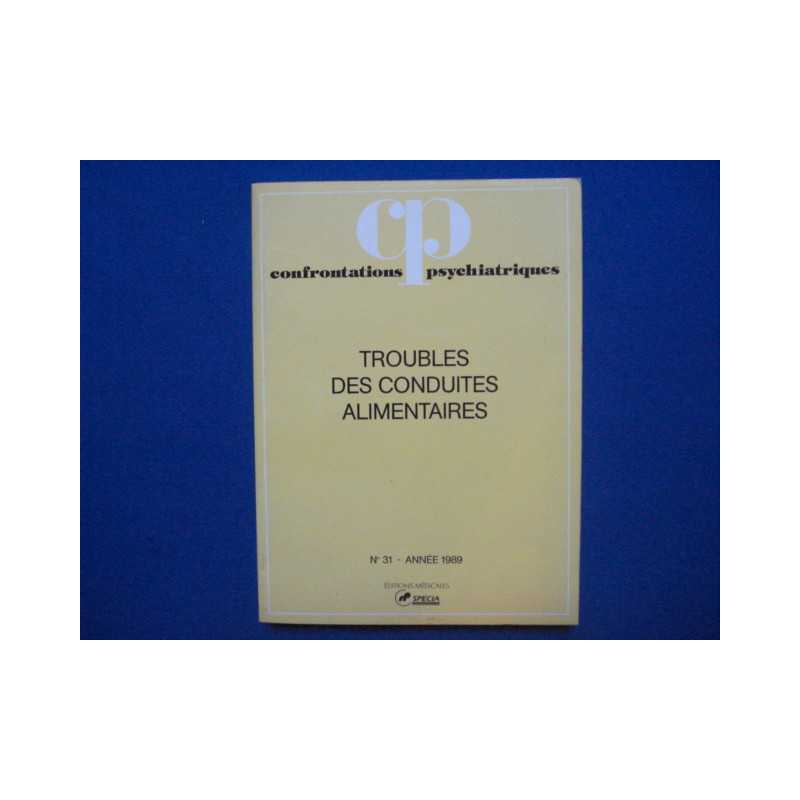 cp
confrontations psychiatriques
TROUBLES
DES CONDUITES
ALIMENTAIRES
N° 31 - ANNÉE 1989
ÉDITIONS MÉDICALES
SPECIA